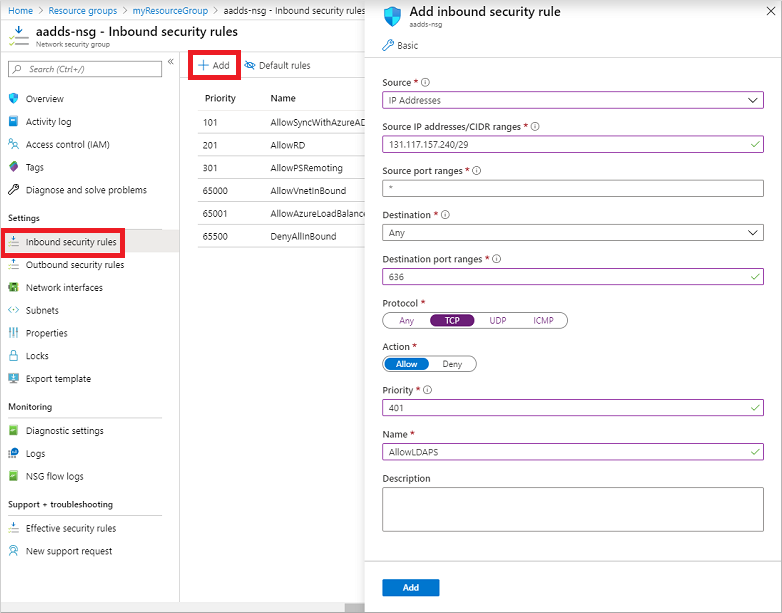 Home > Resource groups > myResourceGroup > aadds-nsg - Inbound security rules
aadds-nsg - Inbound security rules
Network security group
Search (Ctrl+/)
«
Overview
Activity log
Access control (IAM)
Tags
Diagnose and solve problems
Settings
Inbound security rules
Outbound security rules
Network interfaces
Subnets
Properties
Locks
Export template
Monitoring
Diagnostic settings
Logs
NSG flow logs
Support + troubleshooting
Effective security rules
New support request
+ Add Default rules
Priority Name
101 AllowSyncWithAzureAD
201 AllowRD
301 AllowPSRemoting
65000 AllowVnetInBound
65001 AllowAzureLoadBalance
65500 DenyAllInBound
Add inbound security rule
aadds-nsg
Basic
Source *
IP Addresses
Source IP addresses/CIDR ranges *
131.117.157.240/29
Source port ranges *
*
Destination *
Any
Destination port ranges *
636
Protocol *
Any TCP UDP ICMP
Action *
Allow Deny
Priority *
401
Name *
AllowLDAPS
Description
Add